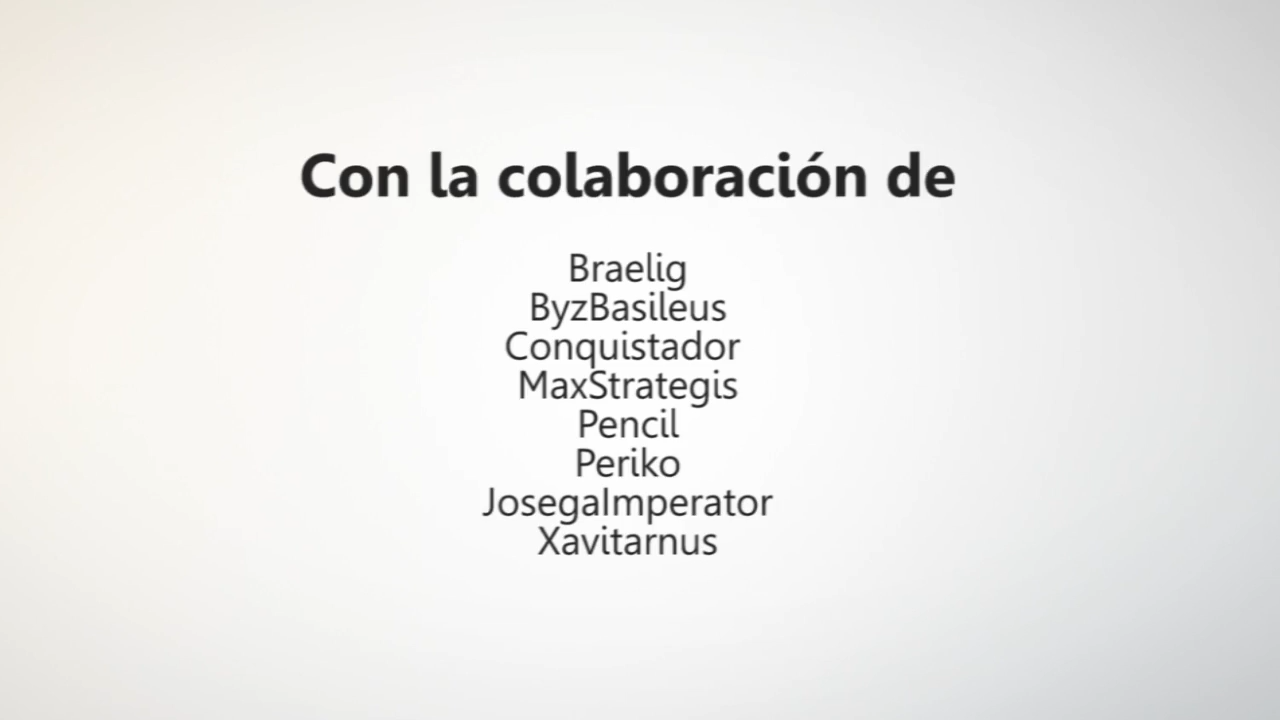 Con la colaboración de
Braelig
ByzBasileus
Conquistador
MaxStrategis
Pencil
Periko
JosegaImperator
Xavitarnus